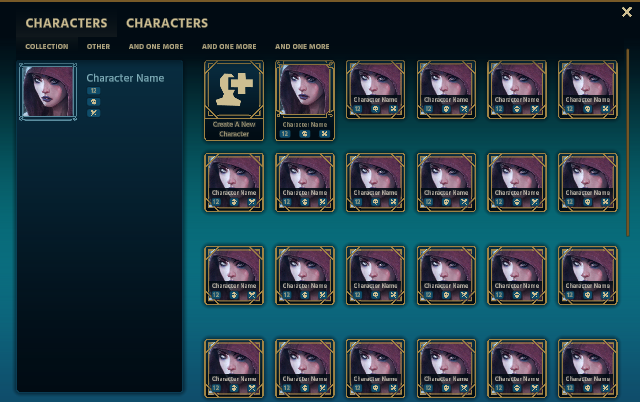 CHARACTERS CHARACTERS
COLLECTION OTHER AND ONE MORE AND ONE MORE AND ONE MORE
Character Name
12
Create A New
Character
Character Name
12
Character Name Character Name Character Name Character Name
12 12 12 12
Character Name Character Name Character Name Character Name Character Name Character Name
12 12 12 12 12 12
Character Name Character Name Character Name Character Name Character Name Character Name
12 12 12 12 12 12
Character Name Character Name Character Name Character Name Character Name Character Name
12 12 12 12 12 12